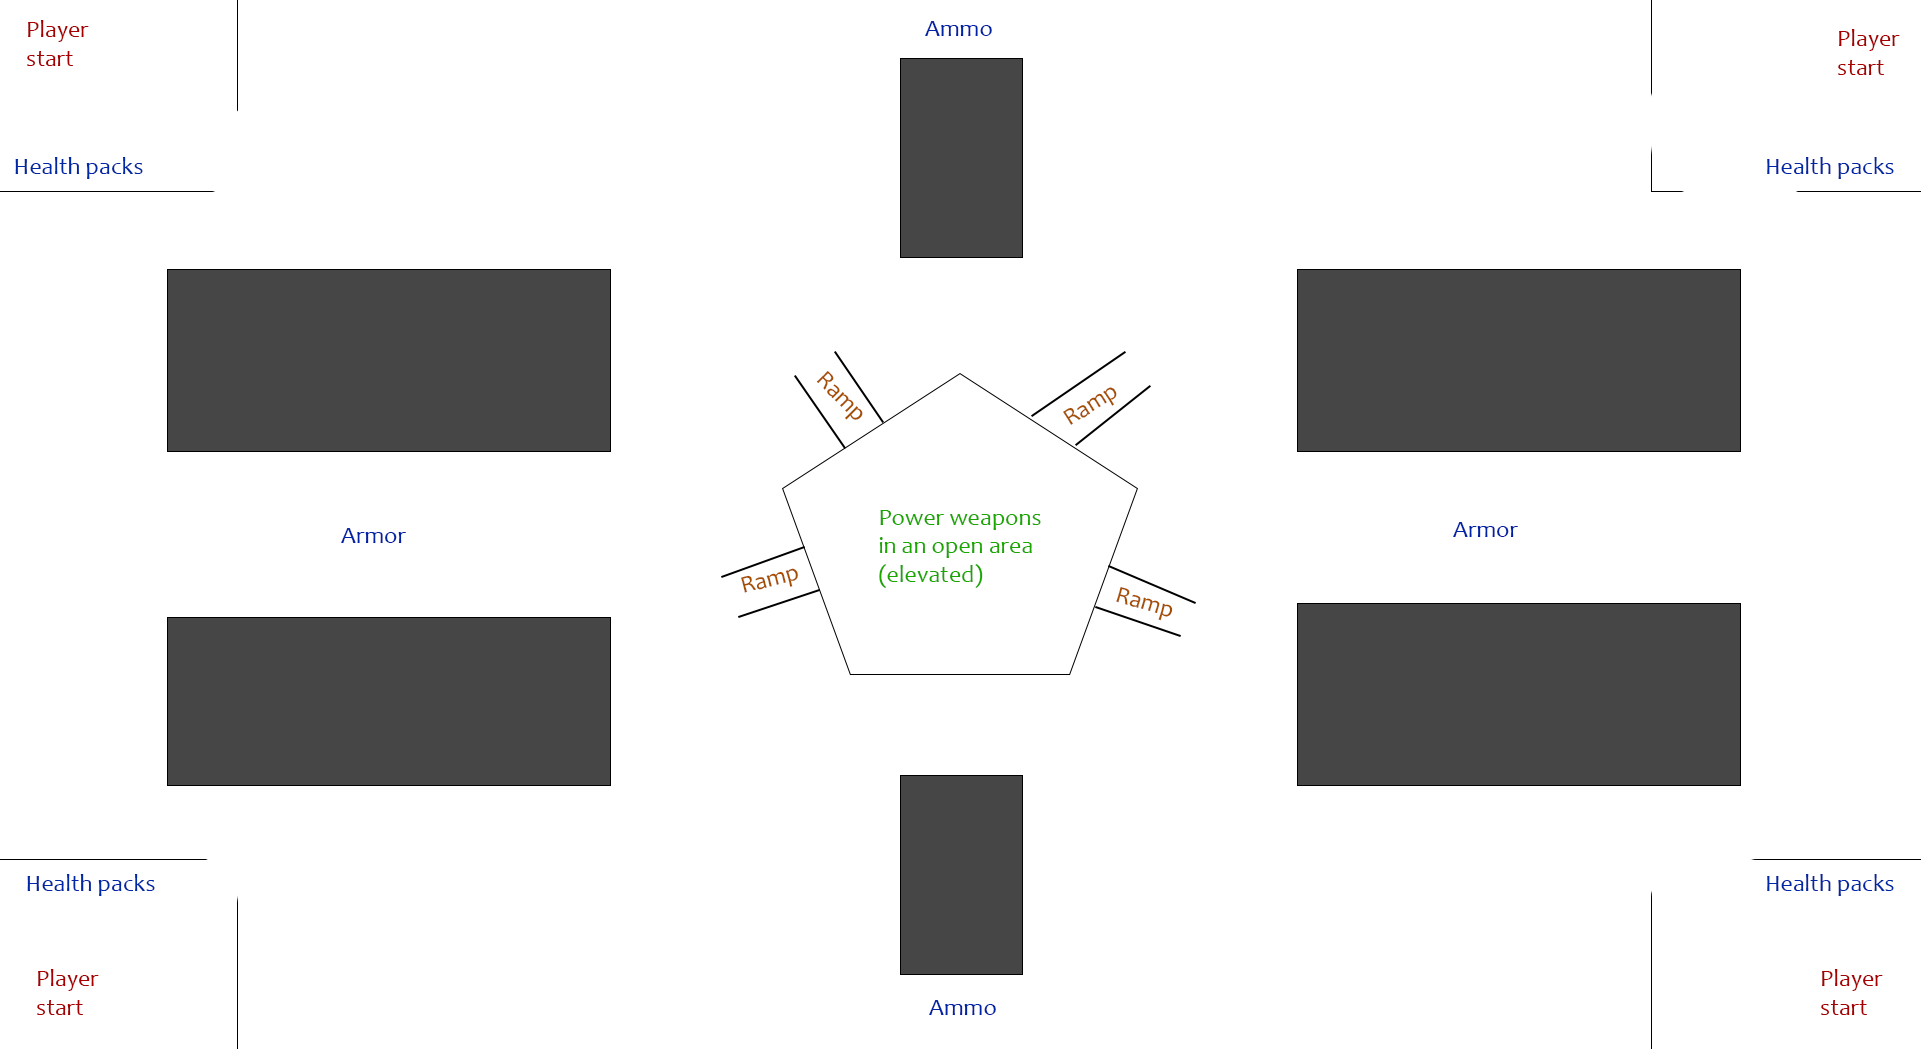 Player
start
Ammo
Player
start
Health packs
Health packs
Ramp
Ramp
Armor
Power weapons
in an open area
(elevated)
Armor
Ramp
Ramp
Health packs
Health packs
Player
start
Ammo
Player
start